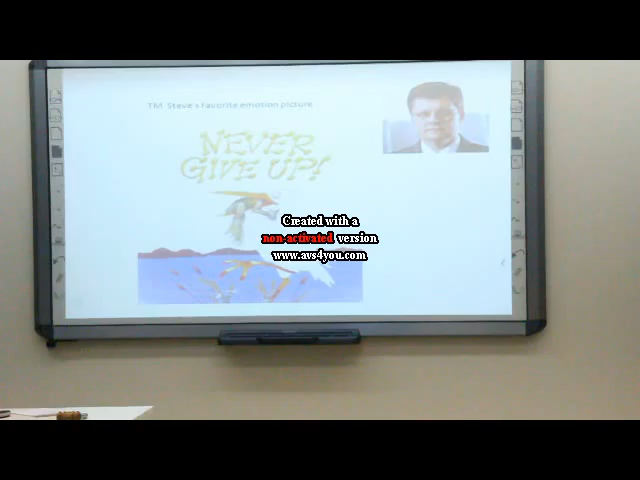 TM Steve's favorite emotion picture
NEVER
GIVE UP!
Created with a
non-activated version
www.avs4you.com